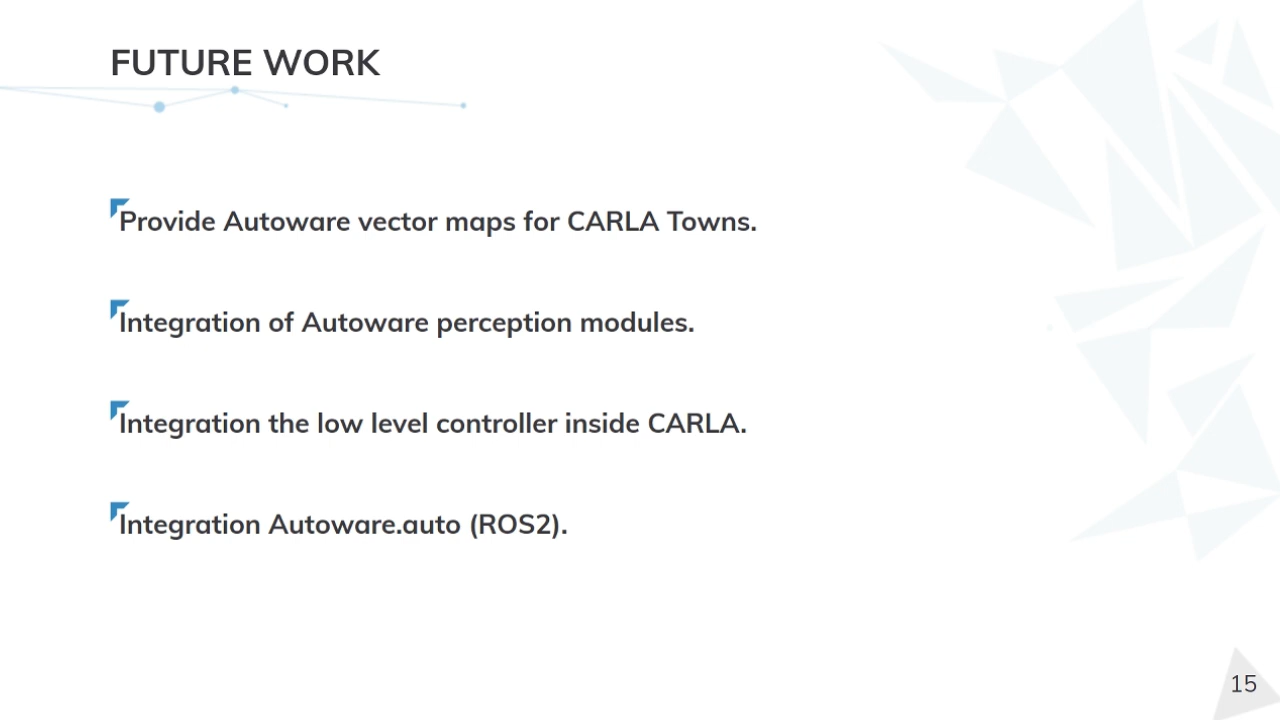 FUTURE WORK
Provide Autoware vector maps for CARLA Towns.
Integration of Autoware perception modules.
Integration the low level controller inside CARLA.
Integration Autoware.auto (ROS2).
15